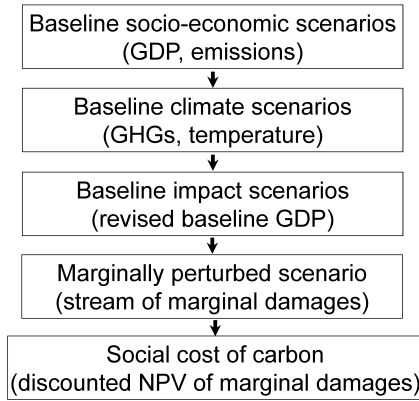 Baseline socio-economic scenarios
(GDP, emissions)
Baseline climate scenarios
(GHGs, temperature)
Baseline impact scenarios
(revised baseline GDP)
Marginally perturbed scenario
(stream of marginal damages)
Social cost of carbon
(discounted NPV of marginal damages)